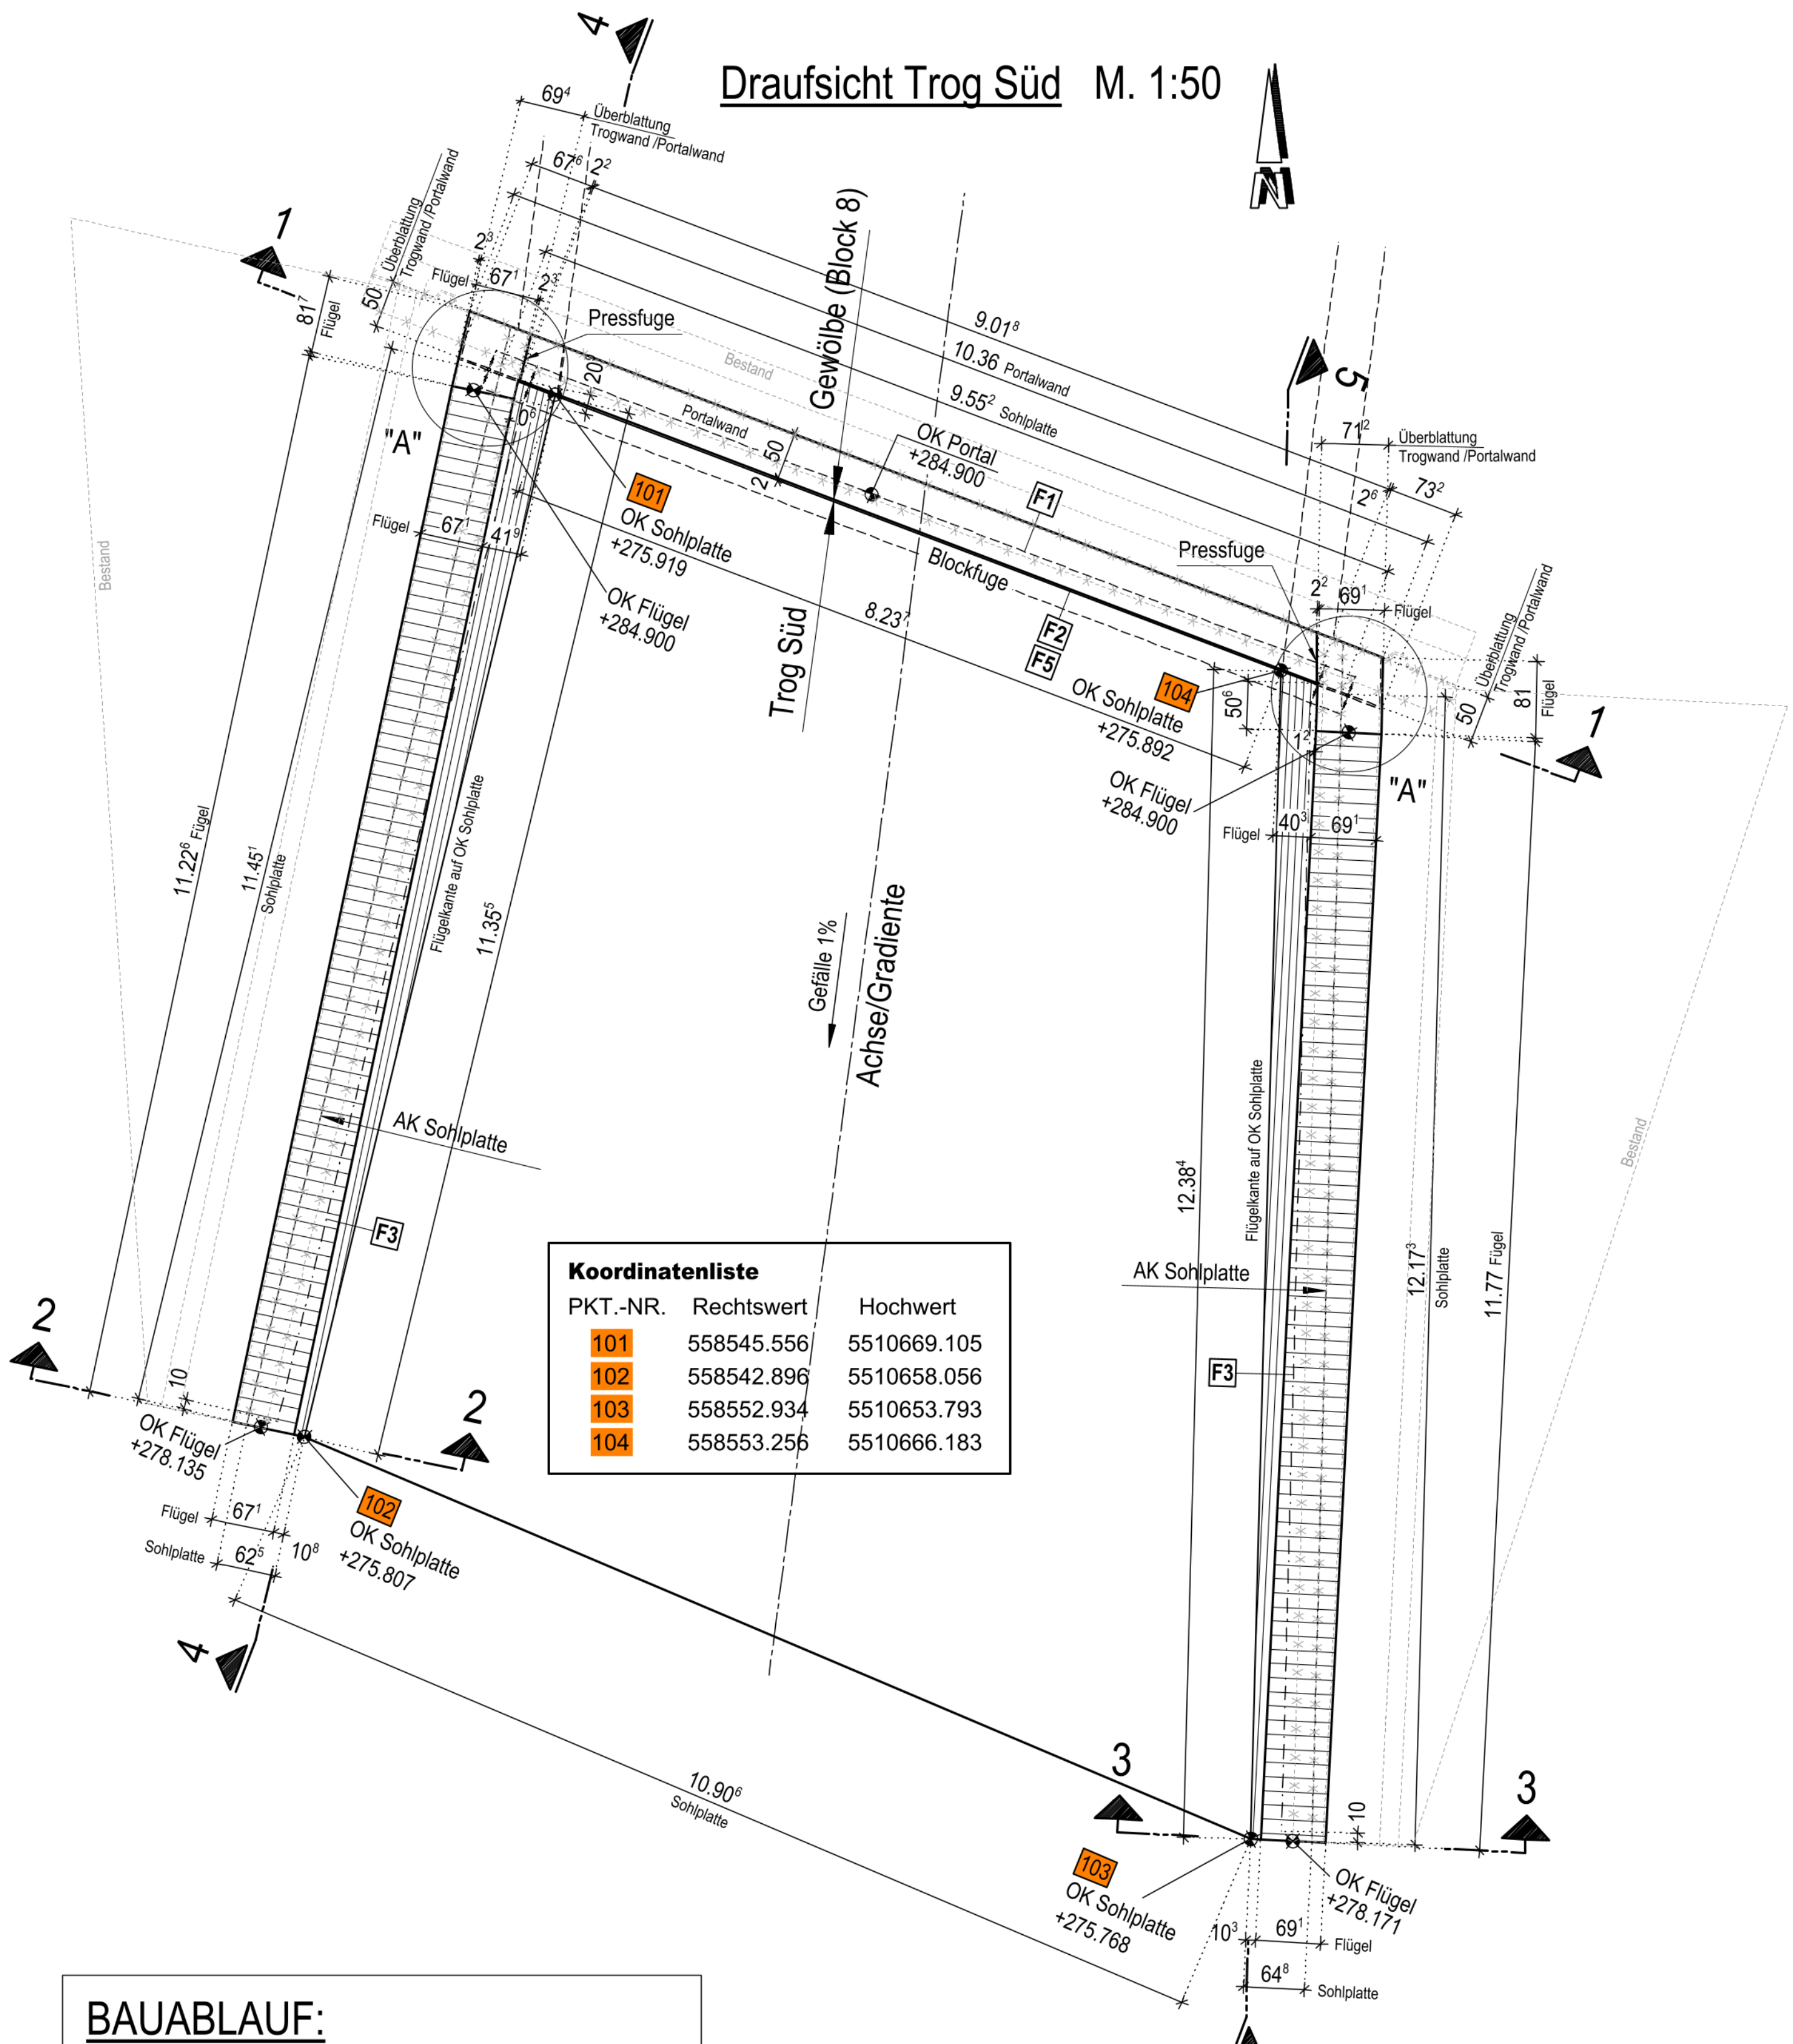 Draufsicht Trog Süd M. 1:50
N
4
69⁴
Überblattung
Trogwand /Portalwand
67⁶
2²
1
Überblattung
Trogwand /Portalwand
50
81⁷
Flügel
2³
Flügel
67¹
2³
Pressfuge
20⁵
0⁶
"A"
Gewölbe (Block 8)
9.01⁸
10.36 Portalwand
9.55² Sohlplatte
Bestand
Portalwand
50
2
OK Portal
+284.900
F1
5
71²
Überblattung
Trogwand /Portalwand
73²
2⁶
Pressfuge
2²
69¹
Flügel
Überblattung
Trogwand /Portalwand
50
81
Flügel
1
101
OK Sohlplatte
+275.919
Flügel
67¹
41⁹
OK Flügel
+284.900
Blockfuge
8.23⁷
F2
F5
Trog Süd
104
OK Sohlplatte
+275.892
50⁶
1²
OK Flügel
+284.900
"A"
Flügel
40³
69¹
Bestand
11.22⁶ Fügel
11.45¹
Sohlplatte
Flügelkante auf OK Sohlplatte
11.35⁵
Gefälle 1%
Achse/Gradiente
AK Sohlplatte
F3
12.38⁴
Flügelkante auf OK Sohlplatte
AK Sohlplatte
F3
12.17³
Sohlplatte
11.77 Fügel
Bestand
Koordinatenliste
PKT.-NR. Rechtswert Hochwert
101 558545.556 5510669.105
102 558542.896 5510658.056
103 558552.934 5510653.793
104 558553.256 5510666.183
2
10
OK Flügel
+278.135
2
102
OK Sohlplatte
+275.807
Flügel
67¹
10⁸
Sohlplatte
62⁵
4
10.90⁶
Sohlplatte
3
10
3
103
OK Sohlplatte
+275.768
OK Flügel
+278.171
10³
69¹
Flügel
64⁸
Sohlplatte
BAUABLAUF: